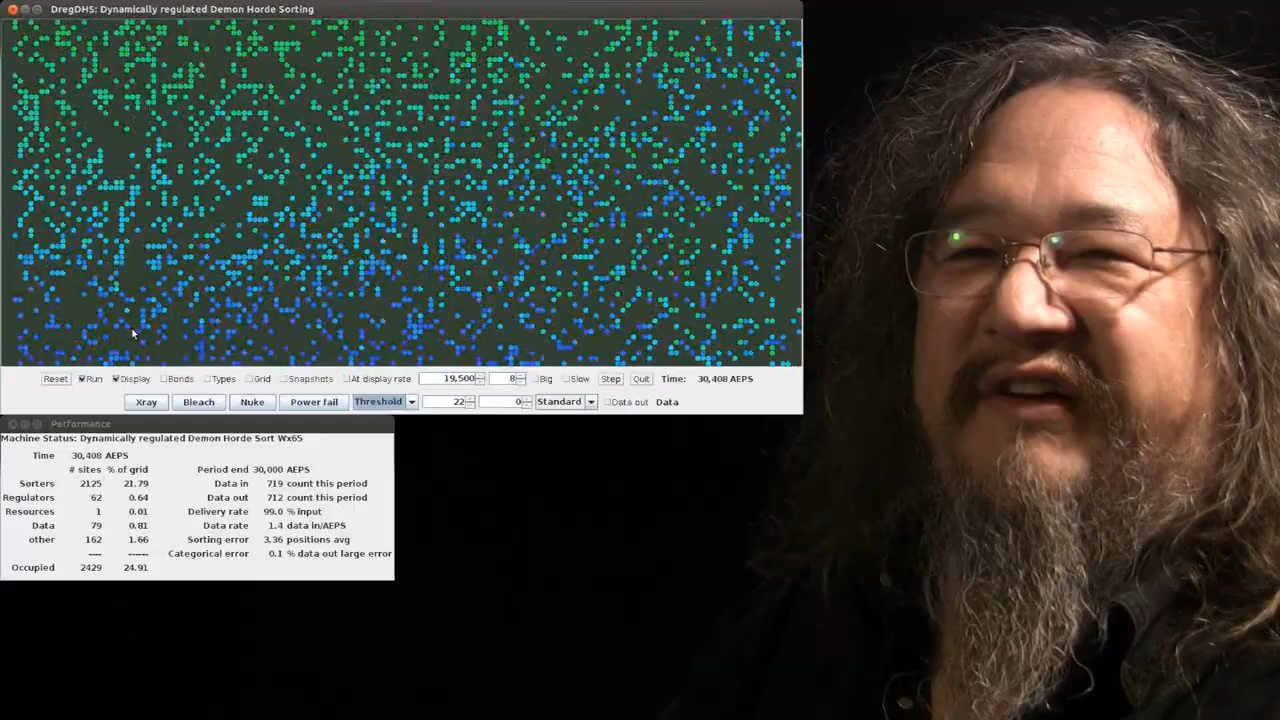 DregDHS: Dynamically regulated Demon Horde Sorting
Reset Run Display Bonds Types Grid Snapshots At display rate 19,500 8 Big Slow Step Quit Time: 30,408 AEPS
Xray Bleach Nuke Power fail Threshold 22 0 Standard Data out Data
Performance
Machine Status: Dynamically regulated Demon Horde Sort Wx65
Time 30,408 AEPS
# sites % of grid Period end 30,000 AEPS
Sorters 2125 21.79 Data in 719 count this period
Regulators 62 0.64 Data out 712 count this period
Resources 1 0.01 Delivery rate 99.0 % input
Data 79 0.81 Data rate 1.4 data in/AEPS
other 162 1.66 Sorting error 3.36 positions avg
---- ------ Categorical error 0.1 % data out large error
Occupied 2429 24.91